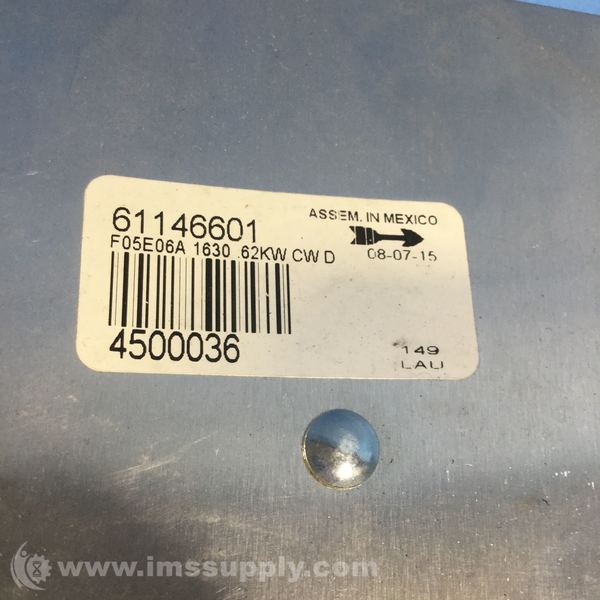 61146601
ASSEM. IN MEXICO
F05E06A 1630 .62KW CW D
08-07-15
4500036
149
LAU
www.imssupply.com